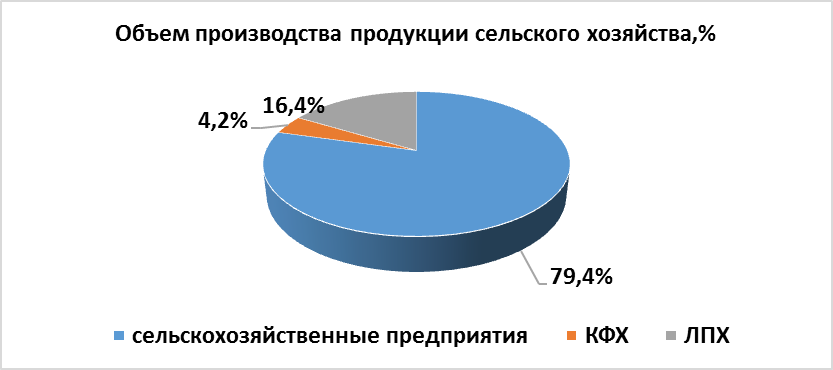 Объем производства продукции сельского хозяйства,%
16,4%
4,2%
79,4%
сельскохозяйственные предприятия КФХ ЛПХ